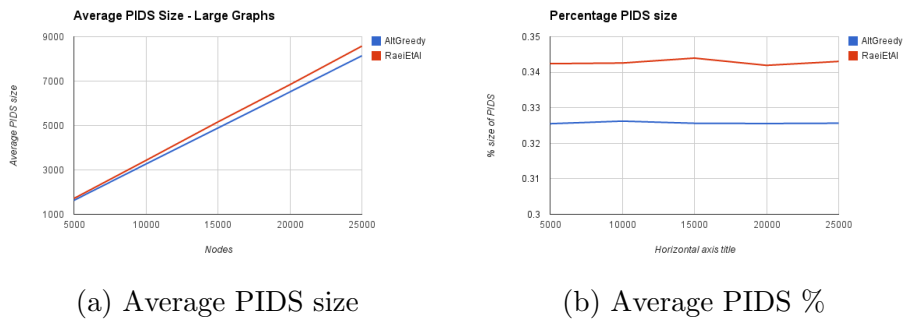 Average PIDS Size - Large Graphs
9000
7000
5000
3000
1000
Average PIDS size
5000 10000 15000 20000 25000
Nodes
AltGreedy
RaeiEtAl
(a) Average PIDS size
Percentage PIDS size
0.35
0.34
0.33
0.32
0.31
0.3
% size of PIDS
5000 10000 15000 20000 25000
Horizontal axis title
AltGreedy
RaeiEtAl
(b) Average PIDS %